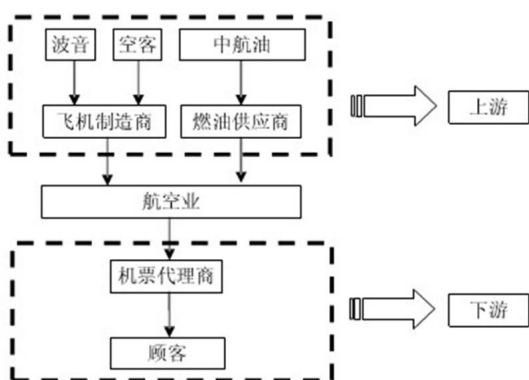 波音
空客
中航油
飞机制造商
燃油供应商
上游
航空业
机票代理商
下游
顾客